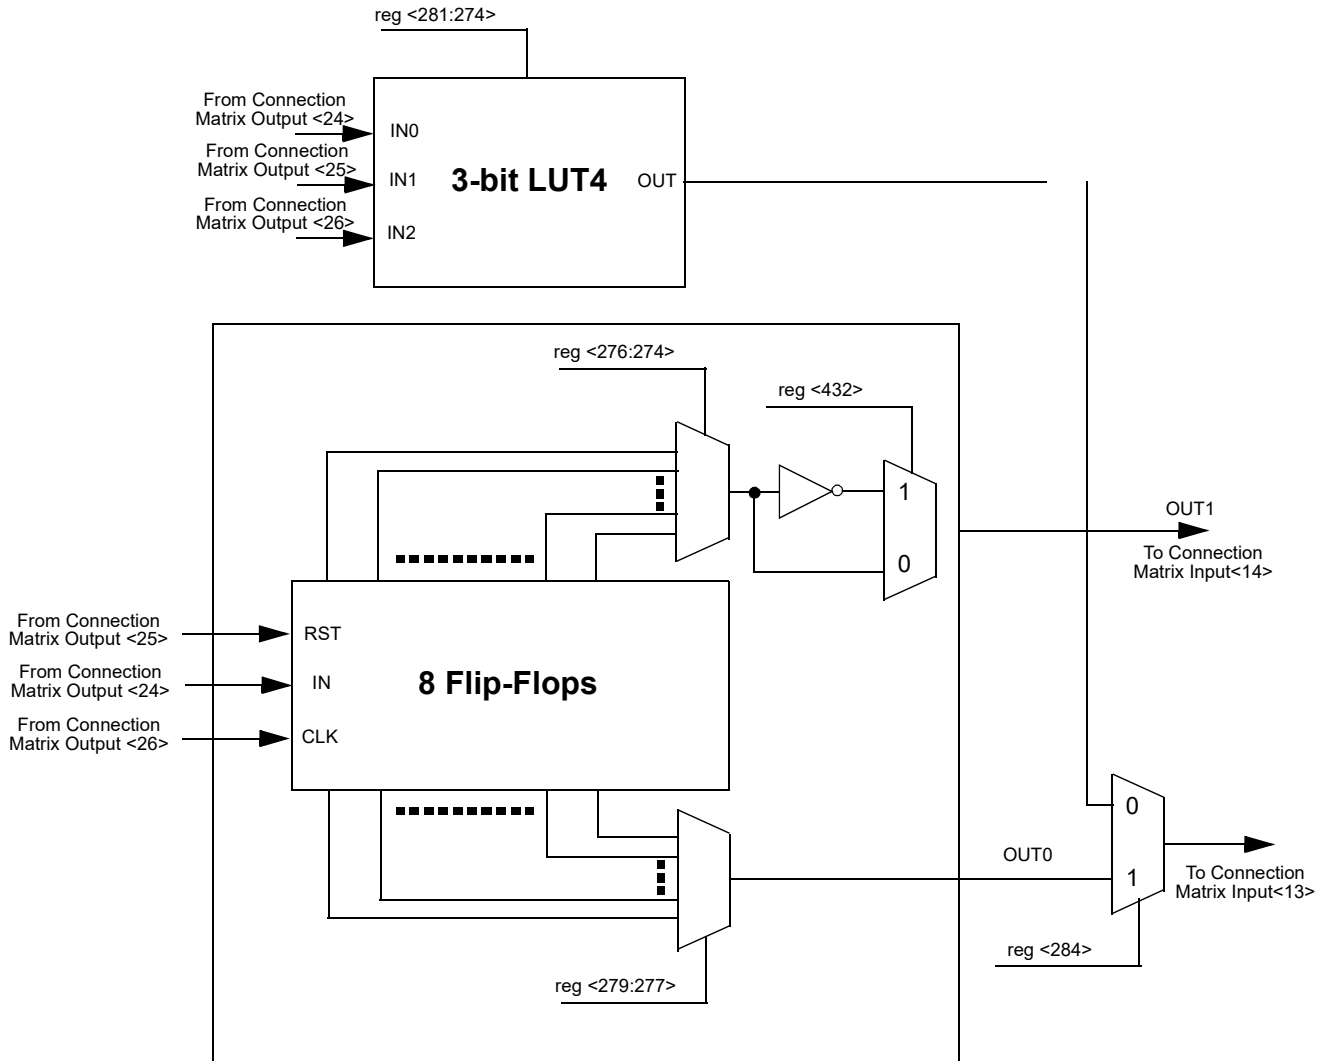 reg <281:274>
From Connection
Matrix Output <24>
IN0
From Connection
Matrix Output <25>
IN1
3-bit LUT4
OUT
From Connection
Matrix Output <26>
IN2
reg <276:274>
reg <432>
1
0
OUT1
To Connection
Matrix Input<14>
From Connection
Matrix Output <25>
RST
From Connection
Matrix Output <24>
IN
8 Flip-Flops
From Connection
Matrix Output <26>
CLK
0
OUT0
1
To Connection
Matrix Input<13>
reg <284>
reg <279:277>